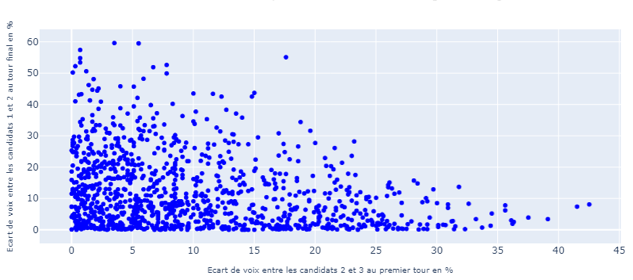 Ecart de voix entre les candidats 1 et 2 au tour final en %
60
50
40
30
20
10
0
0 5 10 15 20 25 30 35 40 45
Ecart de voix entre les candidats 2 et 3 au premier tour en %